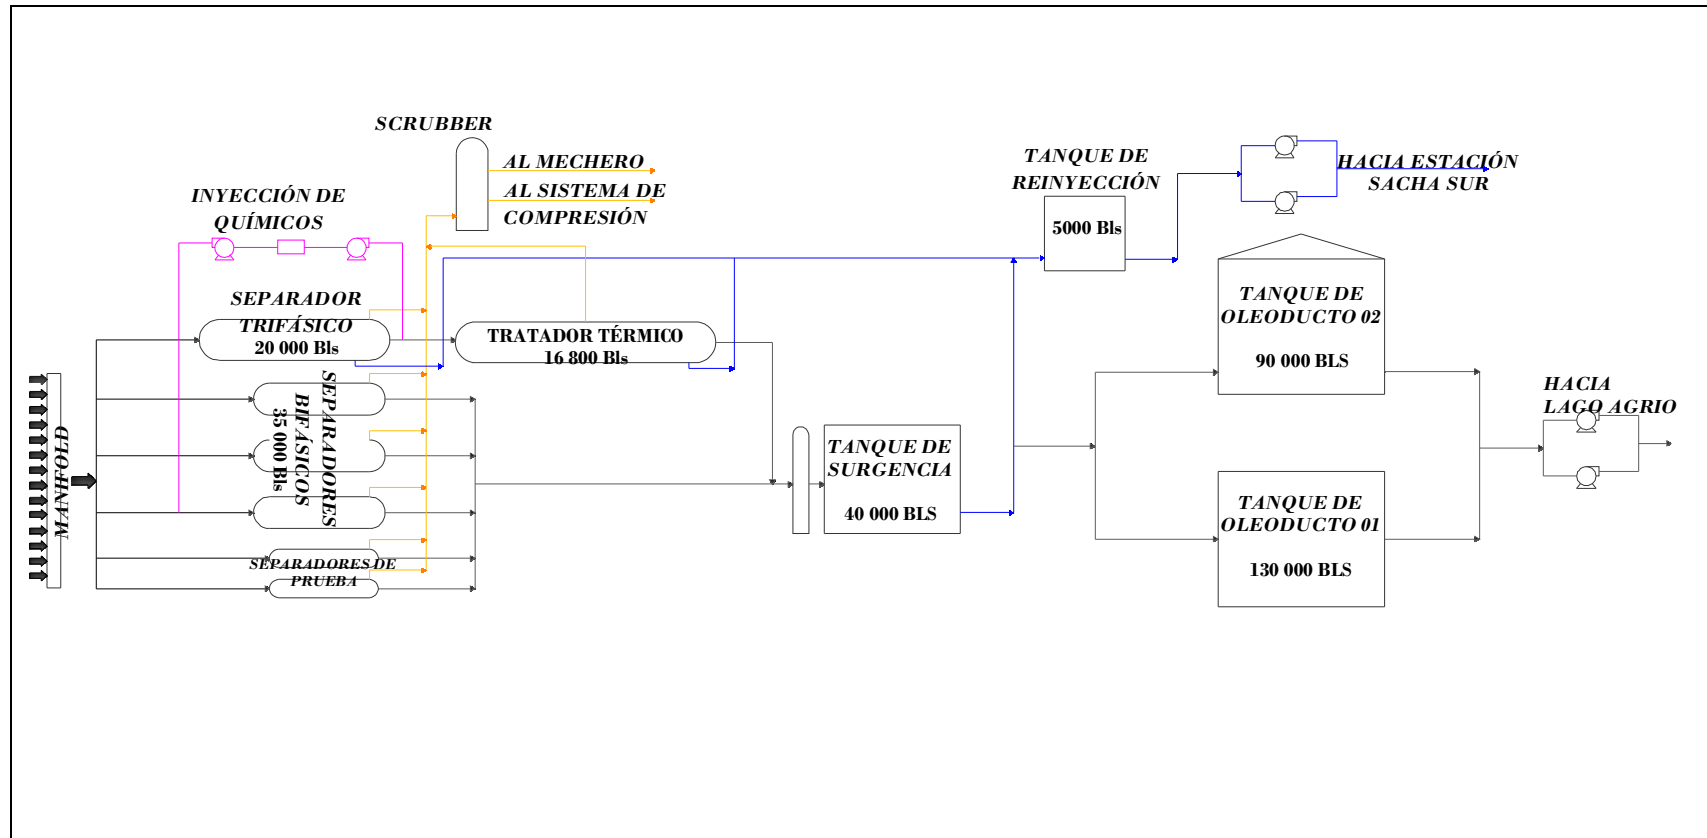 SCRUBBER
AL MECHERO
AL SISTEMA DE
COMPRESIÓN
INYECCIÓN DE
QUÍMICOS
TANQUE DE
REINYECCIÓN
5000 Bls
HACIA ESTACIÓN
SACHA SUR
SEPARADOR
TRIFÁSICO
20 000 Bls
TRATADOR TÉRMICO
16 800 Bls
TANQUE DE
OLEODUCTO 02
90 000 BLS
HACIA
LAGO AGRIO
MANIFOLD
SEPARADORES
BIFÁSICOS
35 000 Bls
TANQUE DE
SURGENCIA
40 000 BLS
TANQUE DE
OLEODUCTO 01
130 000 BLS
SEPARADORES DE
PRUEBA